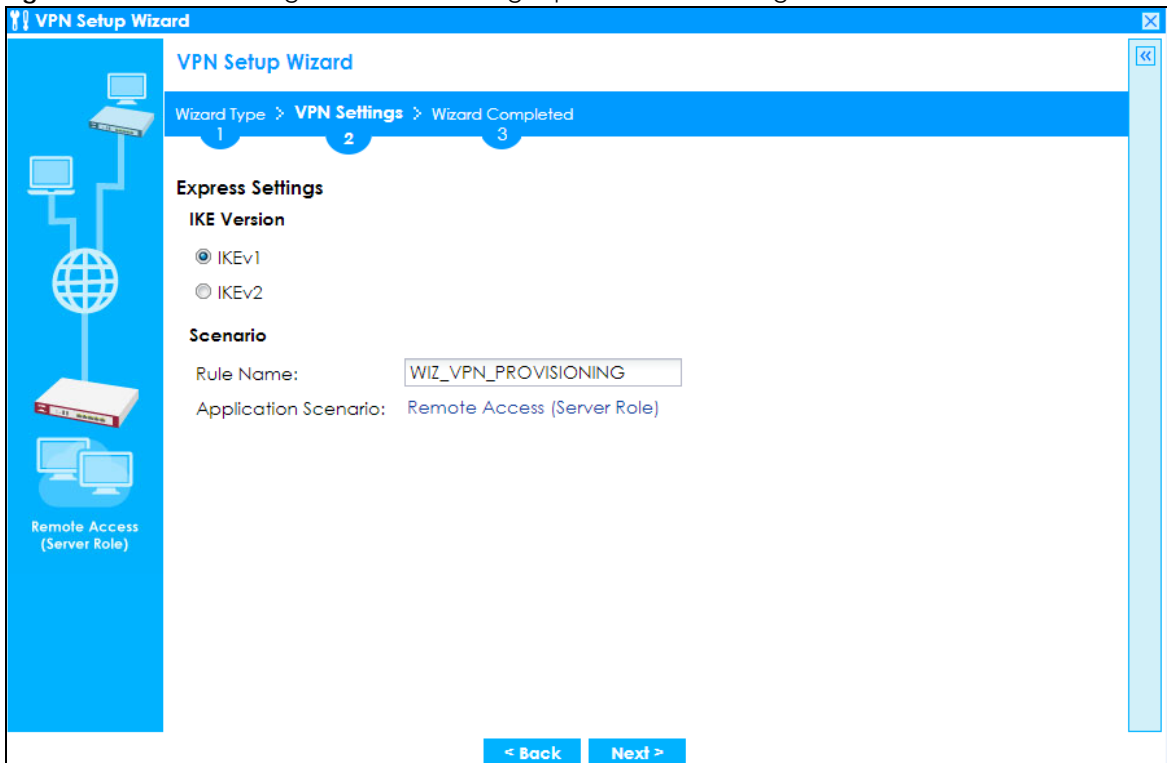 VPN Setup Wizard
VPN Setup Wizard
Wizard Type > VPN Settings > Wizard Completed
1 2 3
Express Settings
IKE Version
IKEv1
IKEv2
Scenario
Rule Name: WIZ_VPN_PROVISIONING
Application Scenario: Remote Access (Server Role)
Remote Access
(Server Role)
< Back Next >